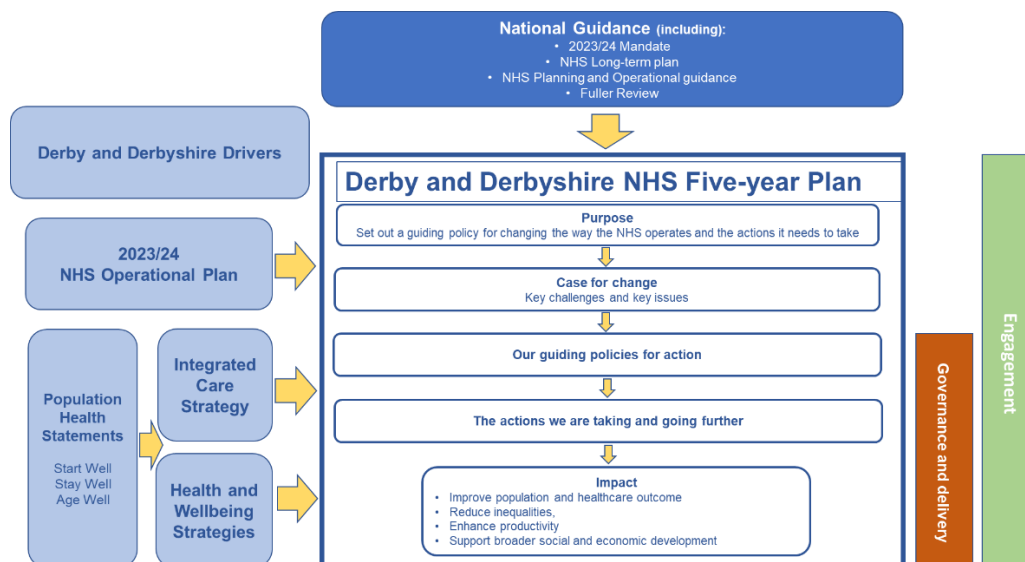 National Guidance (including):
• 2023/24 Mandate
• NHS Long-term plan
• NHS Planning and Operational guidance
• Fuller Review
Derby and Derbyshire Drivers
2023/24
NHS Operational Plan
Population
Health
Statements
Start Well
Stay Well
Age Well
Integrated
Care
Strategy
Health and
Wellbeing
Strategies
Derby and Derbyshire NHS Five-year Plan
Purpose
Set out a guiding policy for changing the way the NHS operates and the actions it needs to take
Case for change
Key challenges and key issues
Our guiding policies for action
The actions we are taking and going further
Impact
• Improve population and healthcare outcome
• Reduce inequalities,
• Enhance productivity
• Support broader social and economic development
Governance and delivery
Engagement